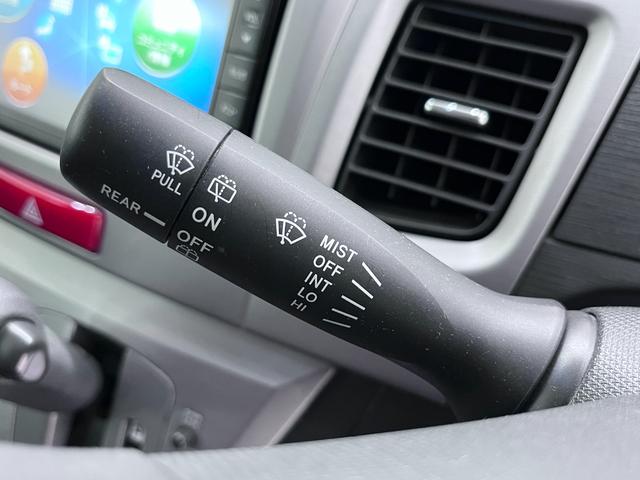 PULL
REAR
ON
OFF
MIST
OFF
INT
LO
HI